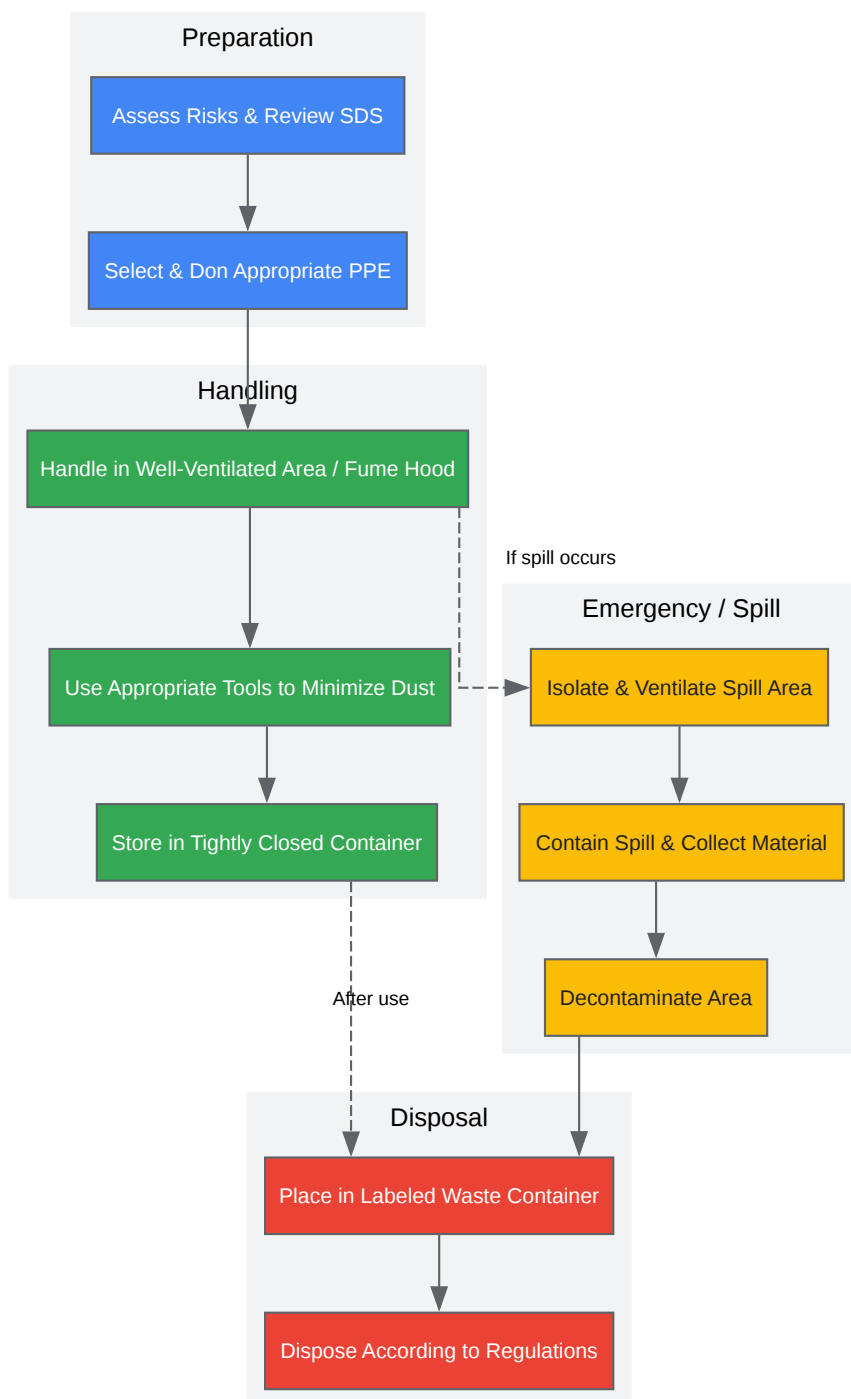 Preparation
Assess Risks & Review SDS
Select & Don Appropriate PPE
Handling
Handle in Well-Ventilated Area / Fume Hood
If spill occurs
Emergency / Spill
Use Appropriate Tools to Minimize Dust
Isolate & Ventilate Spill Area
Store in Tightly Closed Container
Contain Spill & Collect Material
After use
Decontaminate Area
Disposal
Place in Labeled Waste Container
Dispose According to Regulations